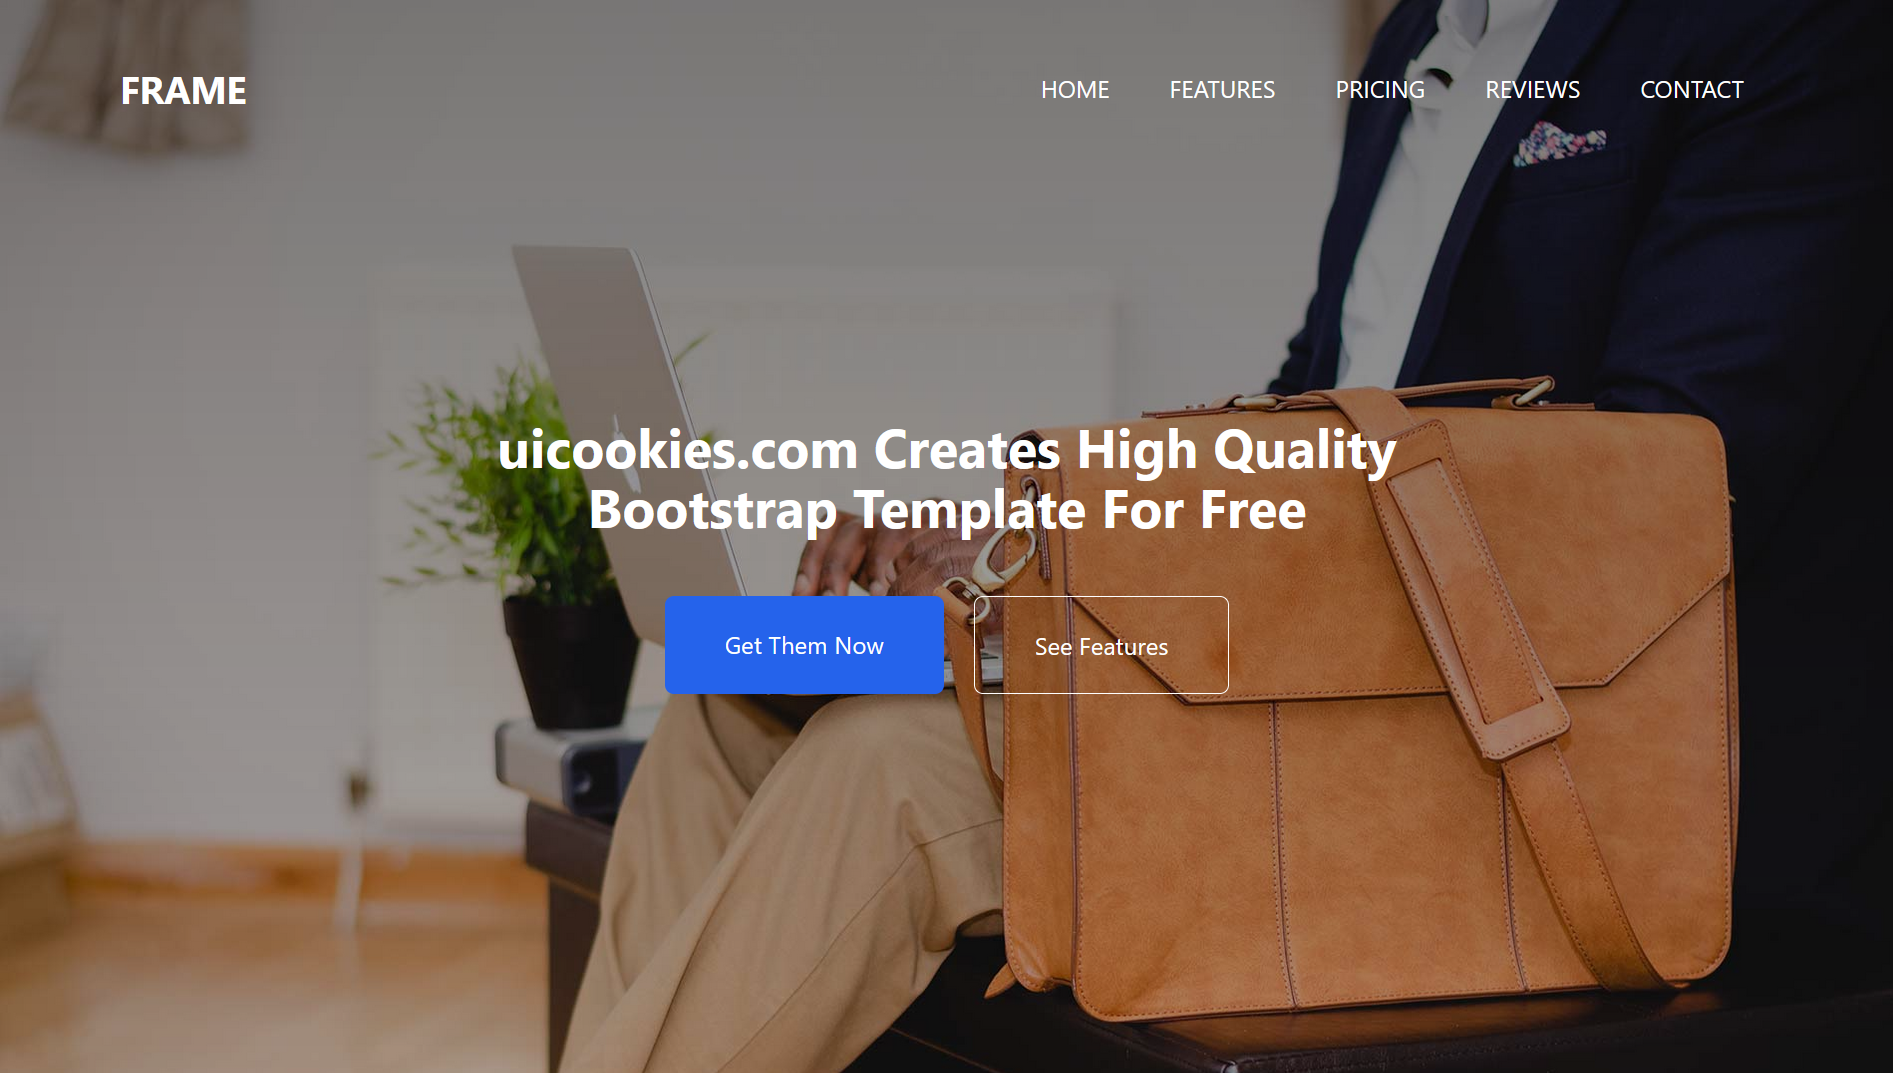 FRAME
HOME FEATURES PRICING REVIEWS CONTACT
uicookies.com Creates High Quality
Bootstrap Template For Free
Get Them Now See Features